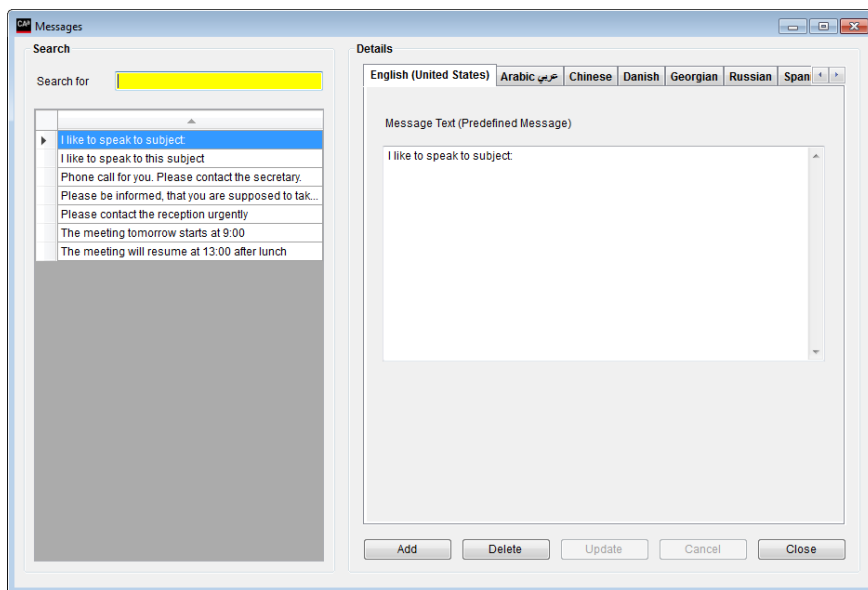 CAA Messages
Search
Search for
I like to speak to subject:
I like to speak to this subject
Phone call for you. Please contact the secretary.
Please be informed, that you are supposed to tak...
Please contact the reception urgently
The meeting tomorrow starts at 9:00
The meeting will resume at 13:00 after lunch
Details
English (United States) Arabic عربي Chinese Danish Georgian Russian Span
Message Text (Predefined Message)
I like to speak to subject:
Add Delete Update Cancel Close